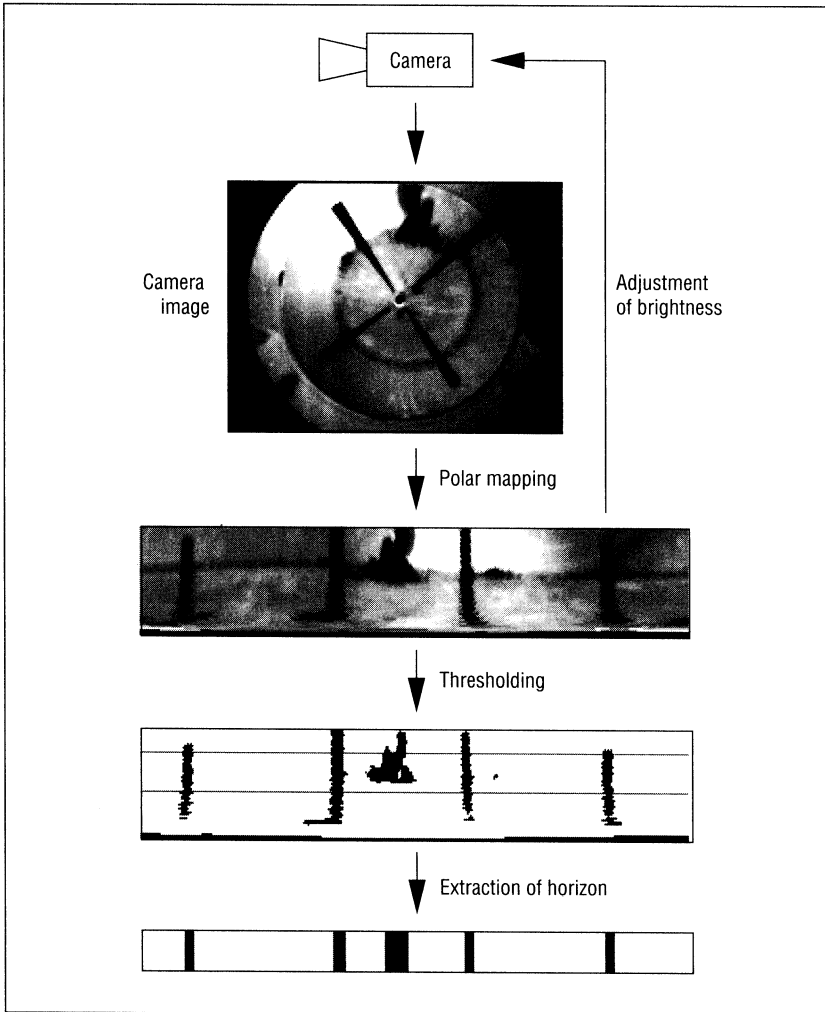 Camera
Camera
image
Adjustment
of brightness
Polar mapping
Thresholding
Extraction of horizon